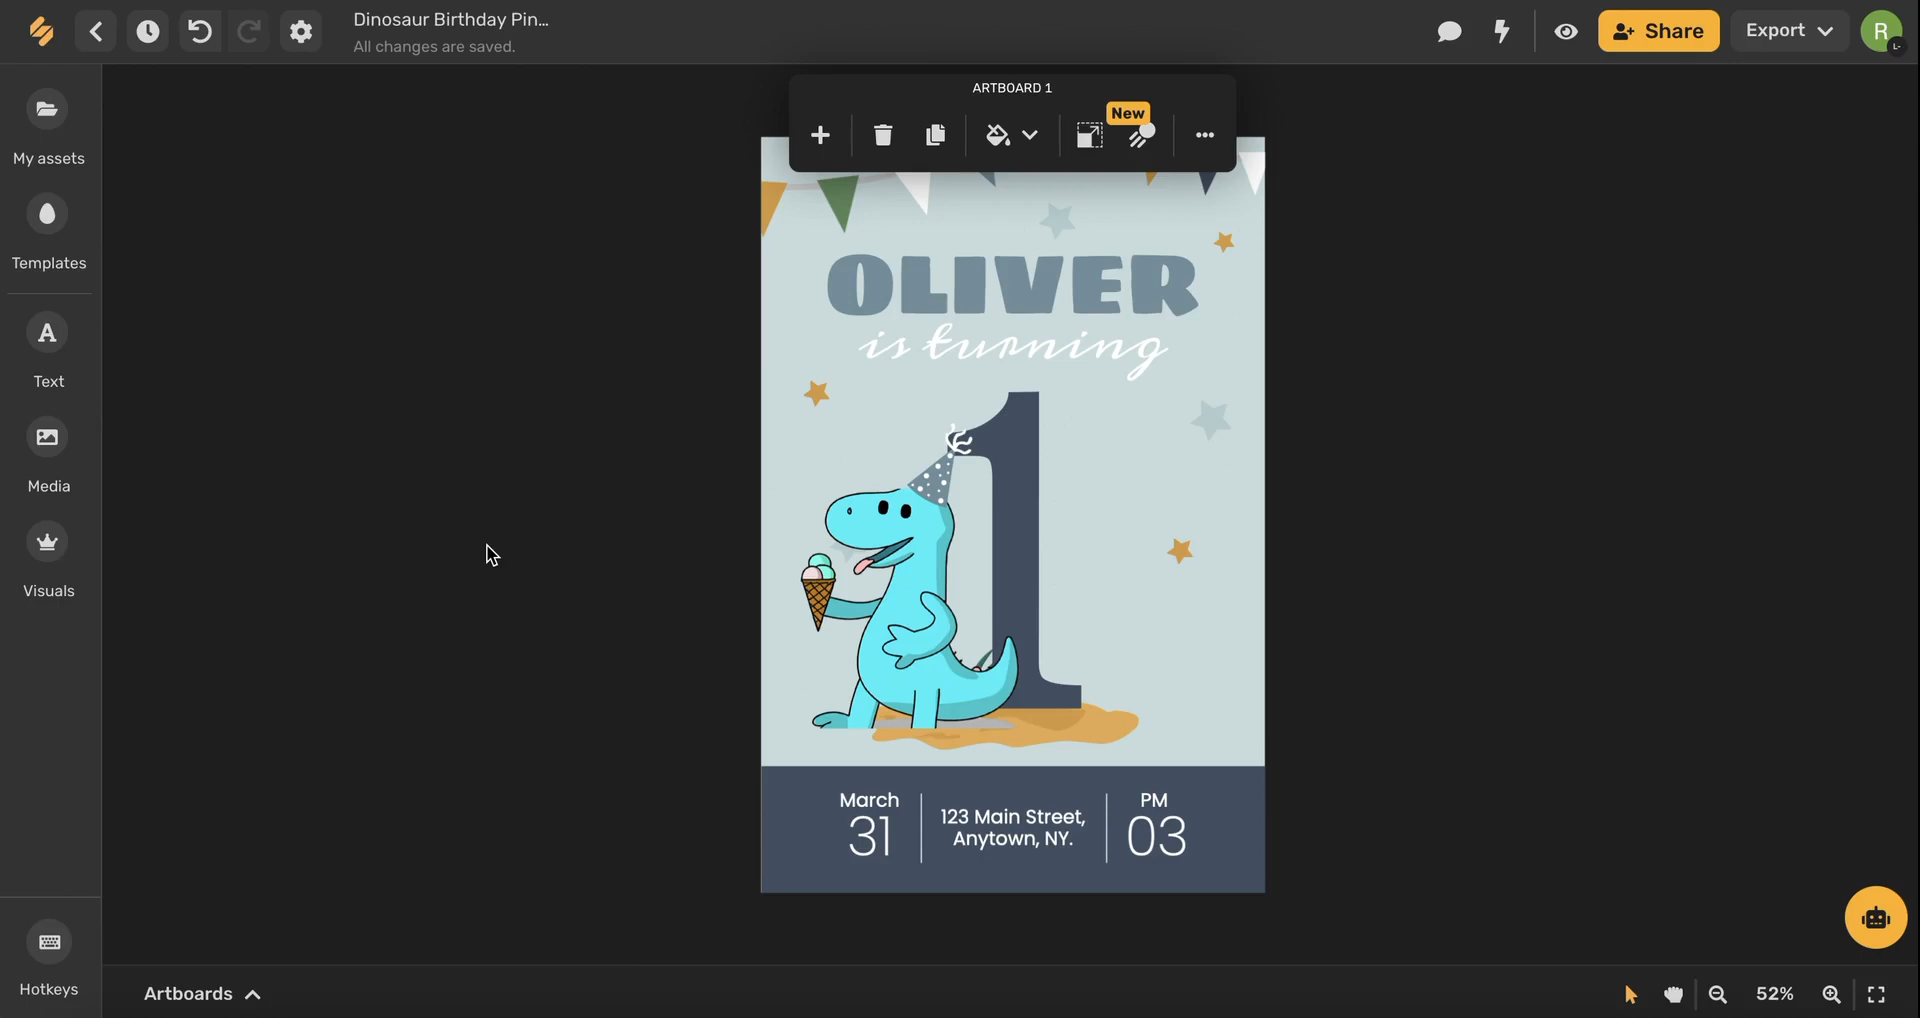 Dinosaur Birthday Pin...
All changes are saved.
Share
Export
R
L-
ARTBOARD 1
New
My assets
Templates
A
Text
Media
Visuals
Hotkeys
OLIVER
is turning
1
March
31
123 Main Street,
Anytown, NY.
PM
03
Artboards
52%